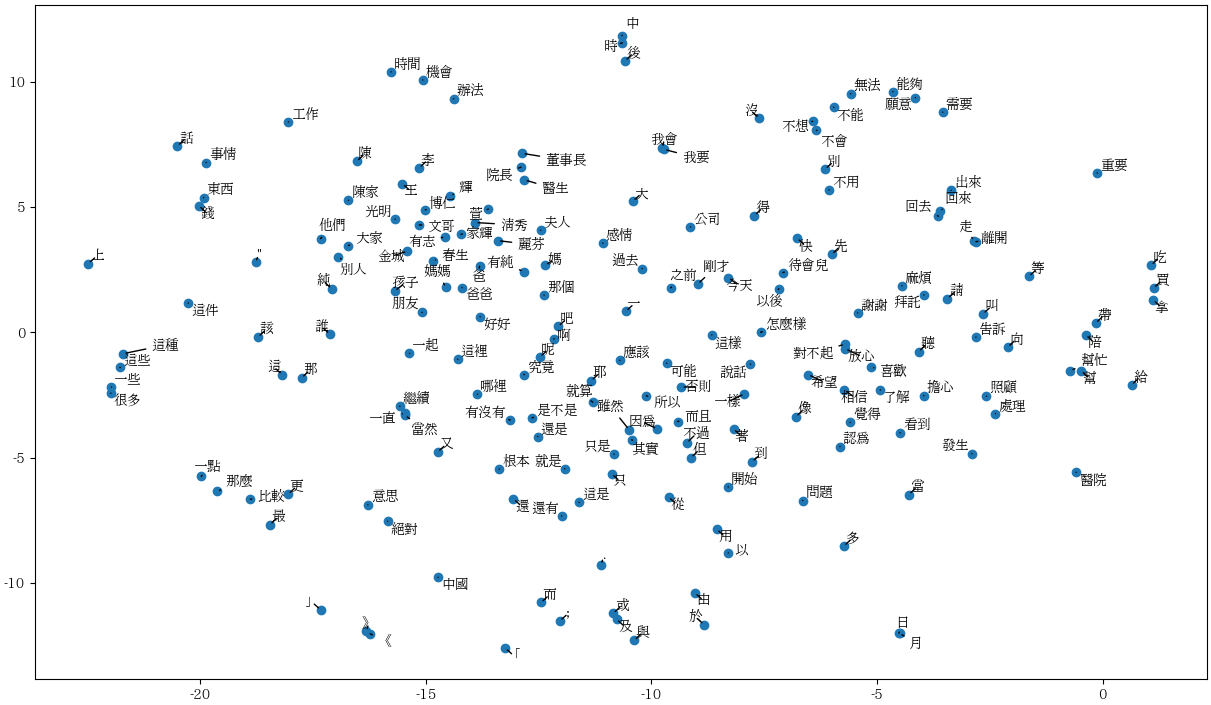 中
時
後
時間
機會
辦法
無法
能夠
願意
需要
工作
沒
不能
不想
不會
話
事情
陳
李
董事長
院長
醫生
我會
我要
別
不用
重要
東西
錢
陳家
王
輝
博仁
萱
大
出來
回來
回去
他們
光明
文哥
清秀
夫人
公司
得
走
離開
大家
金城
有志
家輝
麗芬
感情
快
先
上
"
別人
春生
媽媽
爸
有純
媽
過去
之前
剛才
今天
待會兒
以後
麻煩
拜託
請
等
吃
買
拿
這件
純
孩子
朋友
爸爸
那個
一
謝謝
叫
帶
該
誰
好好
吧
啊
怎麼樣
告訴
向
陪
這種
這些
一起
這裡
呢
究竟
應該
這樣
對不起
放心
聽
一些
很多
這
那
耶
可能
說話
喜歡
幫忙
幫
給
哪裡
就算
否則
希望
相信
了解
擔心
照顧
繼續
一直
當然
有沒有
是不是
雖然
所以
一樣
像
覺得
處理
還是
因為
而且
看到
又
只是
其實
不過
但
著
到
認為
發生
一點
那麼
比較
更
最
根本
就是
只
開始
問題
當
醫院
意思
絕對
還
還有
這是
從
用
以
多
中國
.
」
》
《
而
;
「
或
及
與
由
於
日
月
10
5
0
-5
-10
-20
-15
-10
-5
0